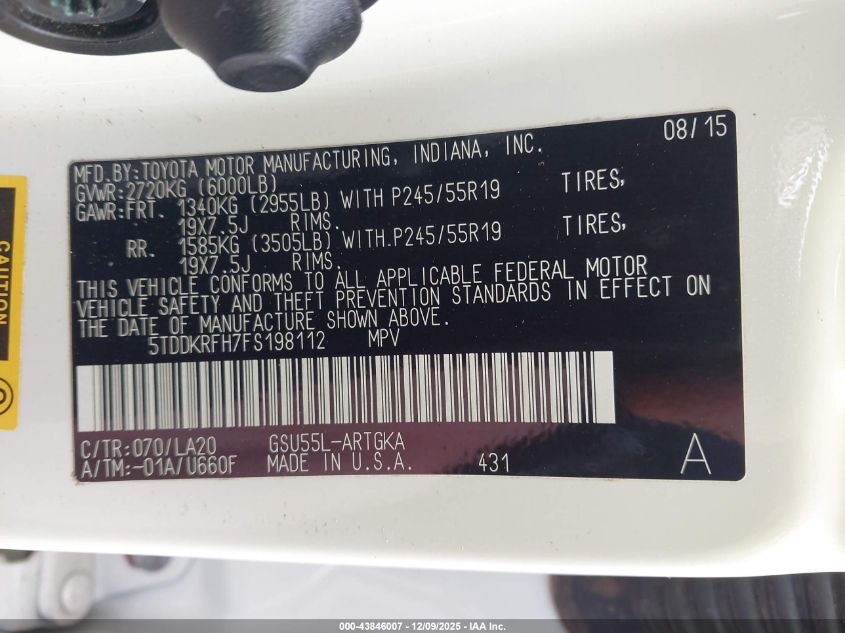 08/15
MFD.BY:TOYOTA MOTOR MANUFACTURING, INDIANA, INC.
GVWR:2720KG (6000LB)
GAWR:FRT. 1340KG (2955LB) WITH P245/55R19 TIRES,
19X7.5J RIMS.
RR. 1585KG (3505LB) WITH.P245/55R19 TIRES,
19X7.5J RIMS.
THIS VEHICLE CONFORMS TO ALL APPLICABLE FEDERAL MOTOR
VEHICLE SAFETY AND THEFT PREVENTION STANDARDS IN EFFECT ON
THE DATE OF MANUFACTURE SHOWN ABOVE.
5TDDKRFH7FS198112 MPV
C/TR:070/LA20 GSU55L-ARTGKA
A/TM:-01A/U660F MADE IN U.S.A. 431 A
CAUTION
000-43846007 - 12/09/2025 - IAA Inc.